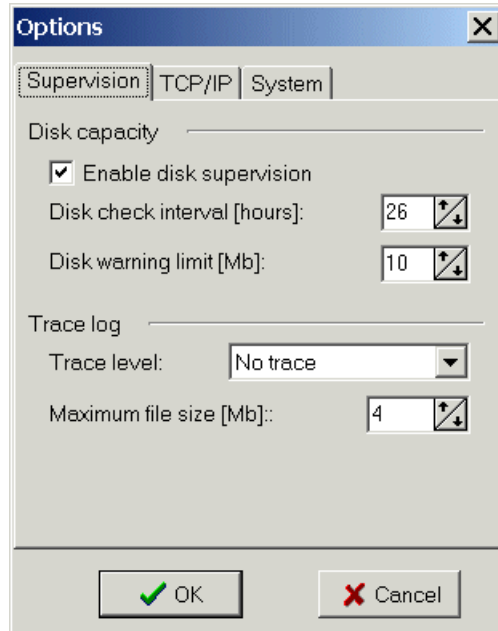 Options
Supervision TCP/IP System
Disk capacity
Enable disk supervision
Disk check interval [hours]: 26
Disk warning limit [Mb]: 10
Trace log
Trace level: No trace
Maximum file size [Mb]:: 4
OK Cancel